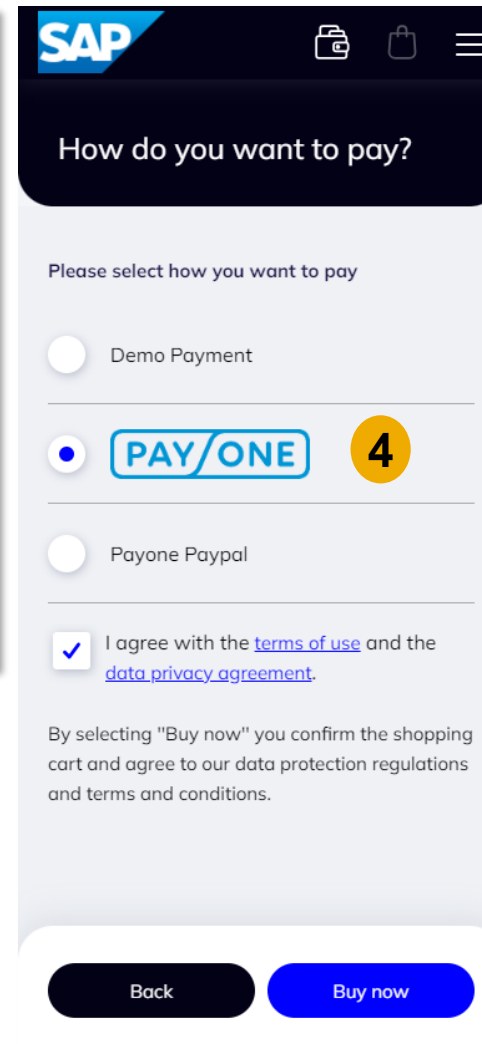 SAP
How do you want to pay?
Please select how you want to pay
Demo Payment
PAY/ONE
4
Payone Paypal
I agree with the terms of use and the
data privacy agreement.
By selecting "Buy now" you confirm the shopping
cart and agree to our data protection regulations
and terms and conditions.
Back
Buy now